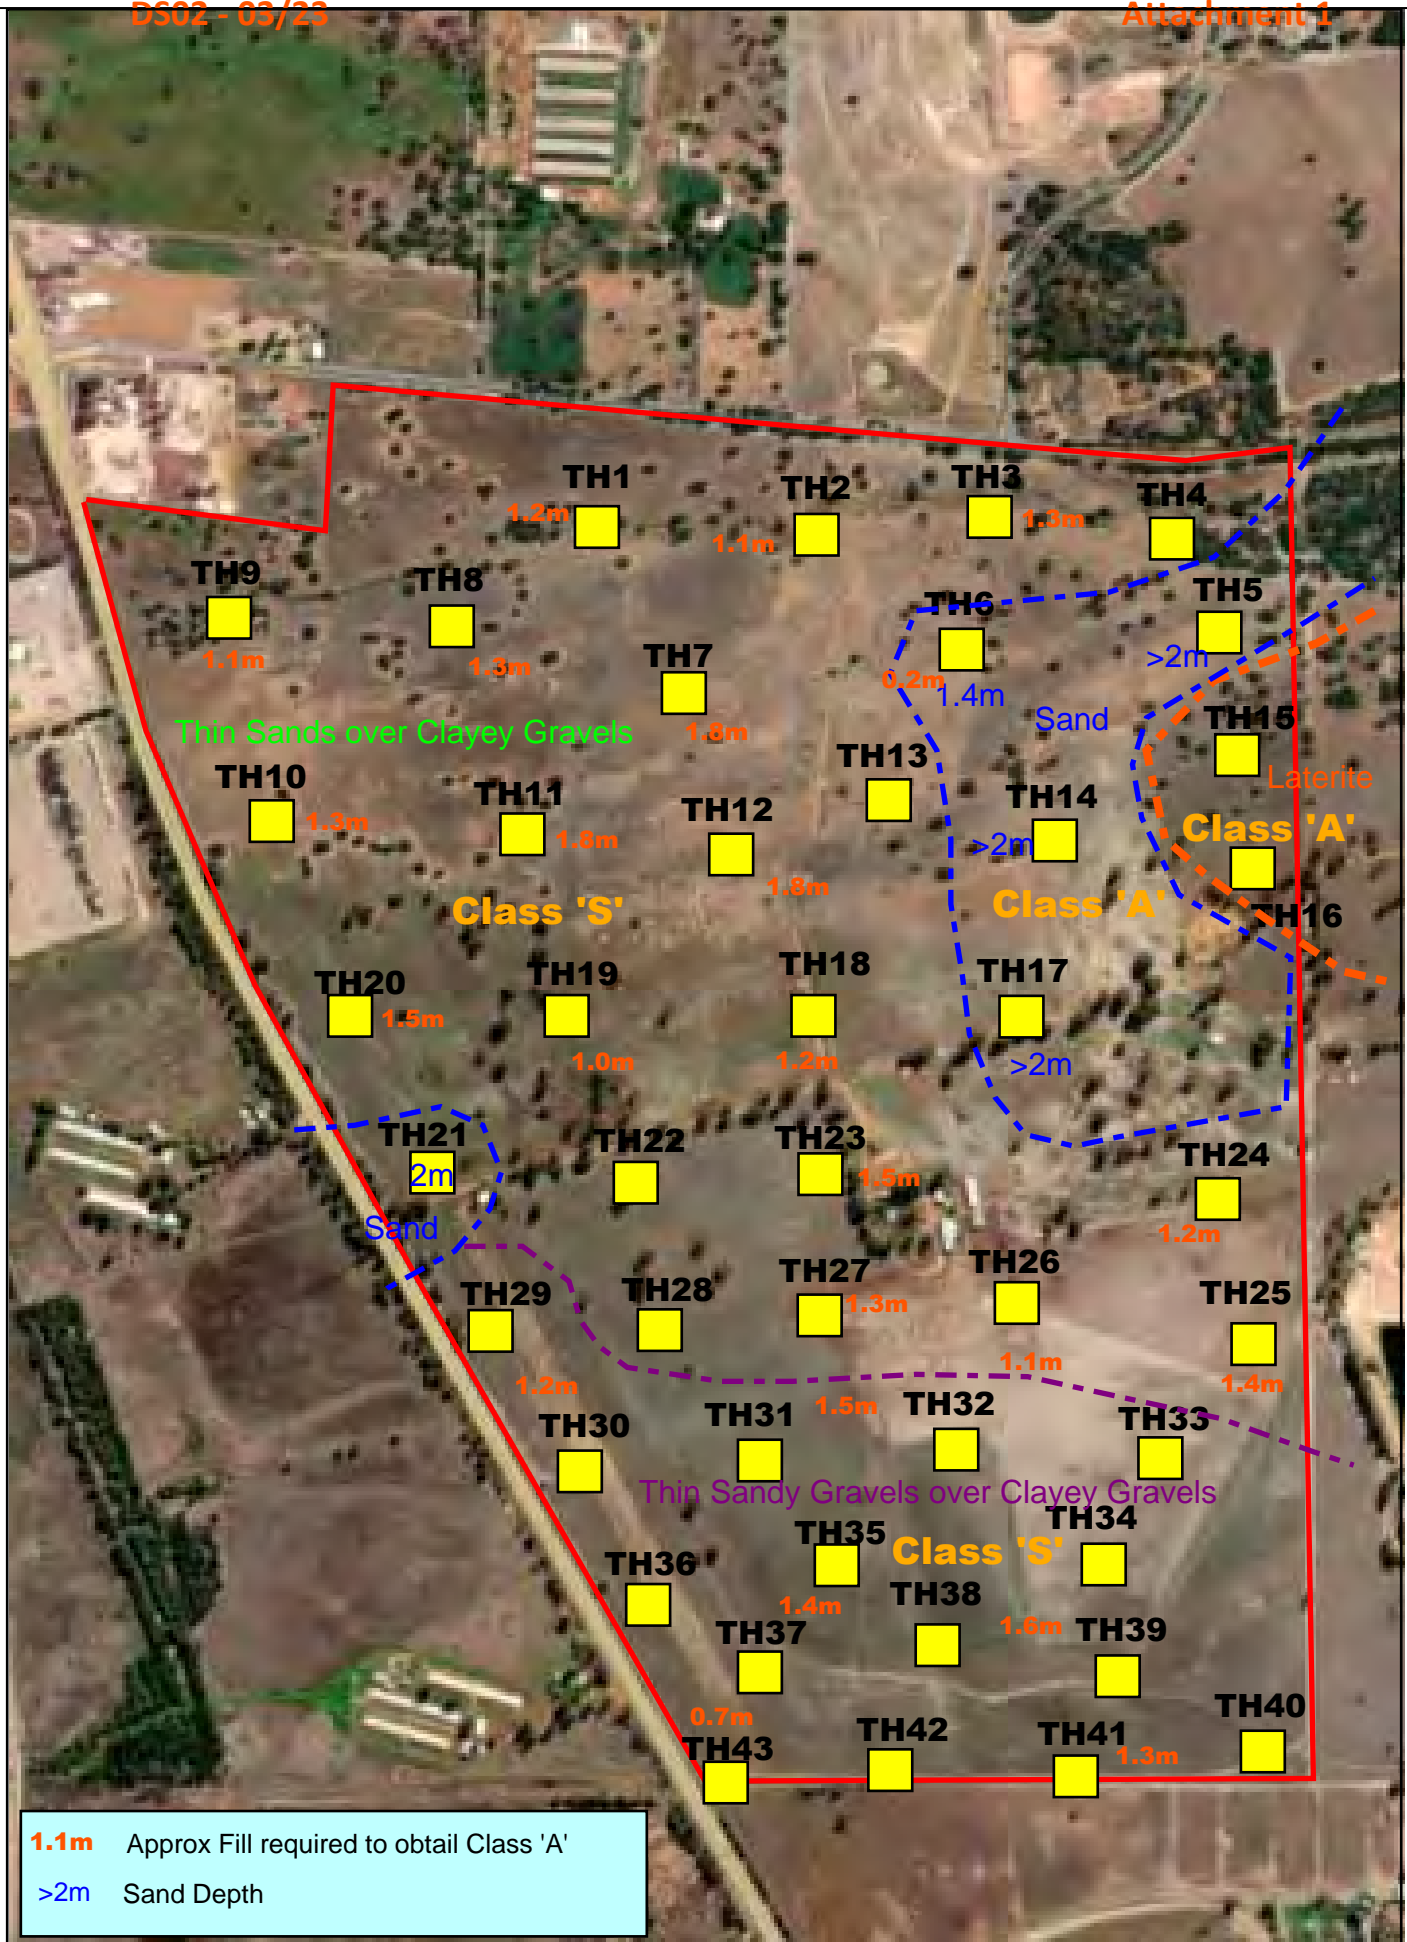 DS02 - 03/23
Attachment 1
TH1
1.2m
TH2
1.1m
TH3
1.3m
TH4
TH9
1.1m
TH8
1.3m
TH7
1.8m
TH6
0.2m
1.4m
TH5
>2m
Sand
Thin Sands over Clayey Gravels
TH15
Laterite
TH10
1.3m
TH11
1.8m
TH12
1.8m
TH13
TH14
>2m
Class 'A'
Class 'S'
Class 'A'
TH16
TH20
1.5m
TH19
1.0m
TH18
1.2m
TH17
>2m
TH21
2m
Sand
TH22
TH23
1.5m
TH24
1.2m
TH29
1.2m
TH28
TH27
1.3m
TH26
1.1m
TH25
1.4m
TH30
TH31
1.5m
TH32
TH33
Thin Sandy Gravels over Clayey Gravels
TH34
TH35
1.4m
Class 'S'
TH36
TH38
1.6m
TH37
0.7m
TH39
TH40
TH43
TH42
TH41
1.3m
1.1m Approx Fill required to obtail Class 'A'
>2m Sand Depth